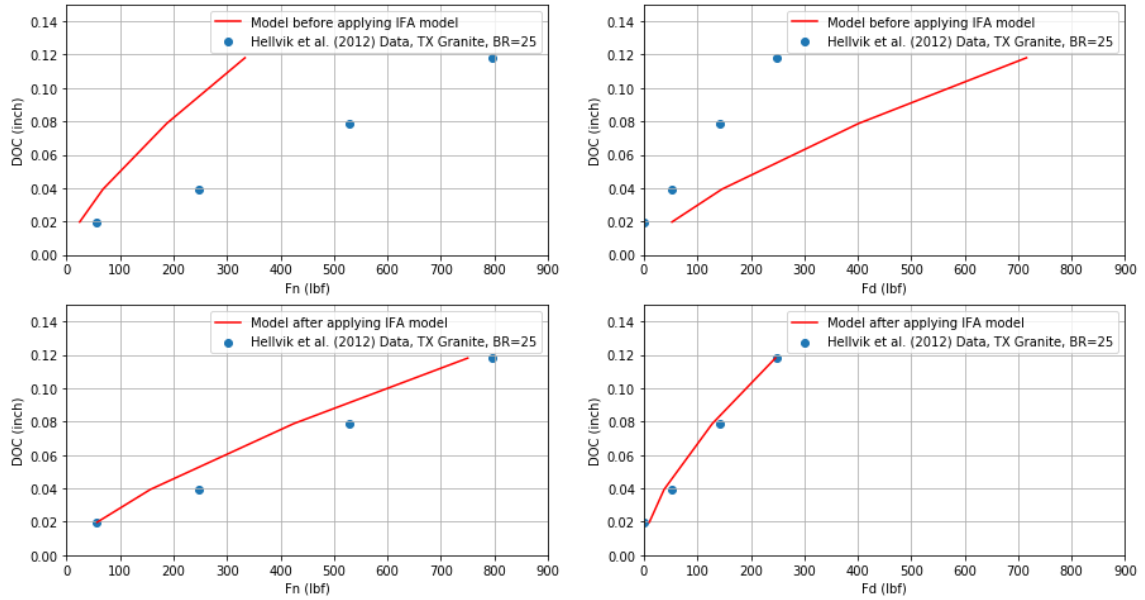 Model before applying IFA model
Hellvik et al. (2012) Data, TX Granite, BR=25
0.14
0.12
0.10
0.08
0.06
0.04
0.02
0.00
DOC (inch)
0 100 200 300 400 500 600 700 800 900
Fn (lbf)
Model before applying IFA model
Hellvik et al. (2012) Data, TX Granite, BR=25
0.14
0.12
0.10
0.08
0.06
0.04
0.02
0.00
DOC (inch)
0 100 200 300 400 500 600 700 800 900
Fd (lbf)
Model after applying IFA model
Hellvik et al. (2012) Data, TX Granite, BR=25
0.14
0.12
0.10
0.08
0.06
0.04
0.02
0.00
DOC (inch)
0 100 200 300 400 500 600 700 800 900
Fn (lbf)
Model after applying IFA model
Hellvik et al. (2012) Data, TX Granite, BR=25
0.14
0.12
0.10
0.08
0.06
0.04
0.02
0.00
DOC (inch)
0 100 200 300 400 500 600 700 800 900
Fd (lbf)